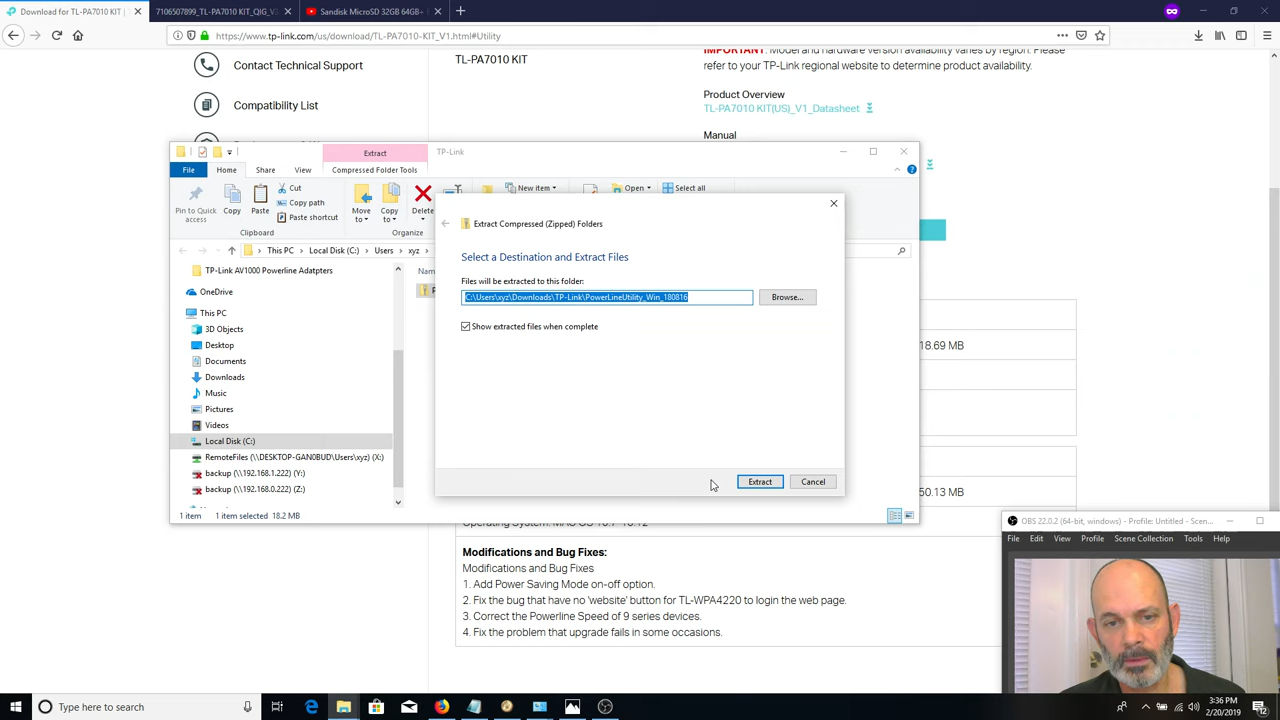 Download for TL-PA7010 KIT |
7106507899_TL-PA7010 KIT_QIG_V
Sandisk MicroSD 32GB 64GB+
https://www.tp-link.com/us/download/TL-PA7010-KIT_V1.html#Utility
Contact Technical Support
Compatibility List
TL-PA7010 KIT
IMPORTANT: Model and hardware version availability varies by region. Please
refer to your TP-Link regional website to determine product availability.
Product Overview
TL-PA7010 KIT(US)_V1_Datasheet
Manual
Extract
TP-Link
File
Home
Share
View
Compressed Folder Tools
Pin to Quick
access
Copy
Paste
Cut
Copy path
Paste shortcut
Clipboard
Move
to
Copy
to
Delete
Organize
New item
Open
Select all
This PC
Local Disk (C:)
Users
xyz
TP-Link AV1000 Powerline Adapters
OneDrive
This PC
3D Objects
Desktop
Documents
Downloads
Music
Pictures
Videos
Local Disk (C:)
RemoteFiles (\\DESKTOP-GAN0BUD\Users\xyz) (X:)
backup (\\192.168.1.222) (Y:)
backup (\\192.168.0.222) (Z:)
1 item
1 item selected 18.2 MB
Extract Compressed (Zipped) Folders
Select a Destination and Extract Files
Files will be extracted to this folder:
C:\Users\xyz\Downloads\TP-Link\PowerLineUtility_Win_180816
Browse...
Show extracted files when complete
Extract
Cancel
18.69 MB
50.13 MB
Modifications and Bug Fixes:
Modifications and Bug Fixes
1. Add Power Saving Mode on-off option.
2. Fix the bug that have no 'website' button for TL-WPA4220 to login the web page.
3. Correct the Powerline Speed of 9 series devices.
4. Fix the problem that upgrade fails in some occasions.
OBS 22.0.2 (64-bit, windows) - Profile: Untitled - Scen...
File
Edit
View
Profile
Scene Collection
Tools
Help
Type here to search
3:36 PM
2/20/2019
12